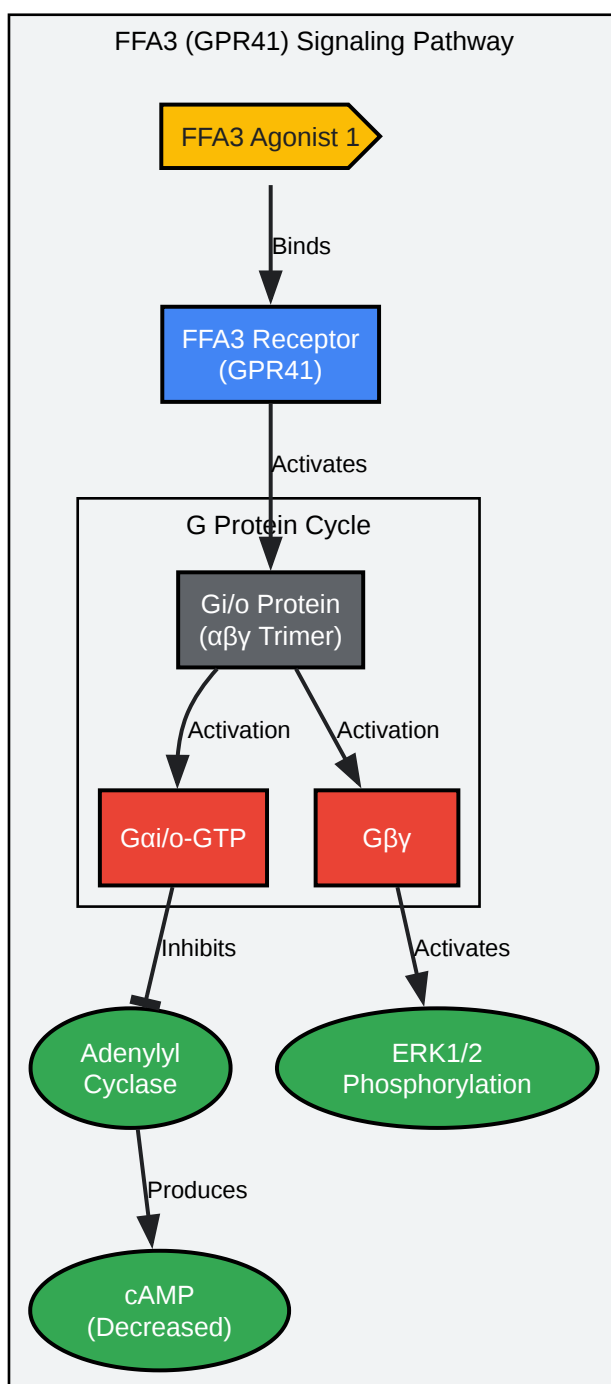 FFA3 (GPR41) Signaling Pathway
FFA3 Agonist 1
Binds
FFA3 Receptor
(GPR41)
Activates
G Protein Cycle
Gi/o Protein
(αβγ Trimer)
Activation
Activation
Gαi/o-GTP
Gβγ
Inhibits
Activates
Adenylyl
Cyclase
ERK1/2
Phosphorylation
Produces
cAMP
(Decreased)